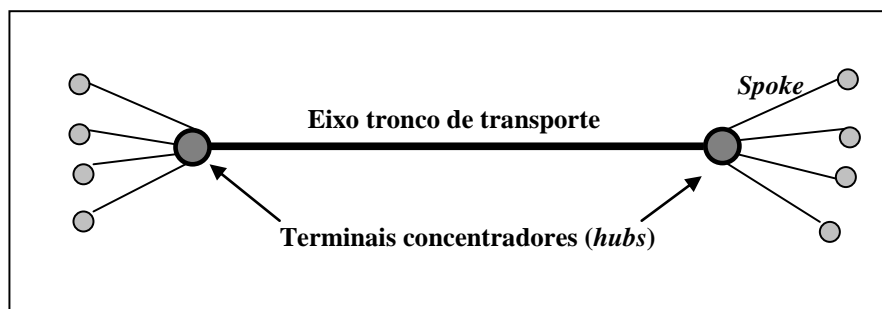 Spoke
Eixo tronco de transporte
Terminais concentradores (hubs)